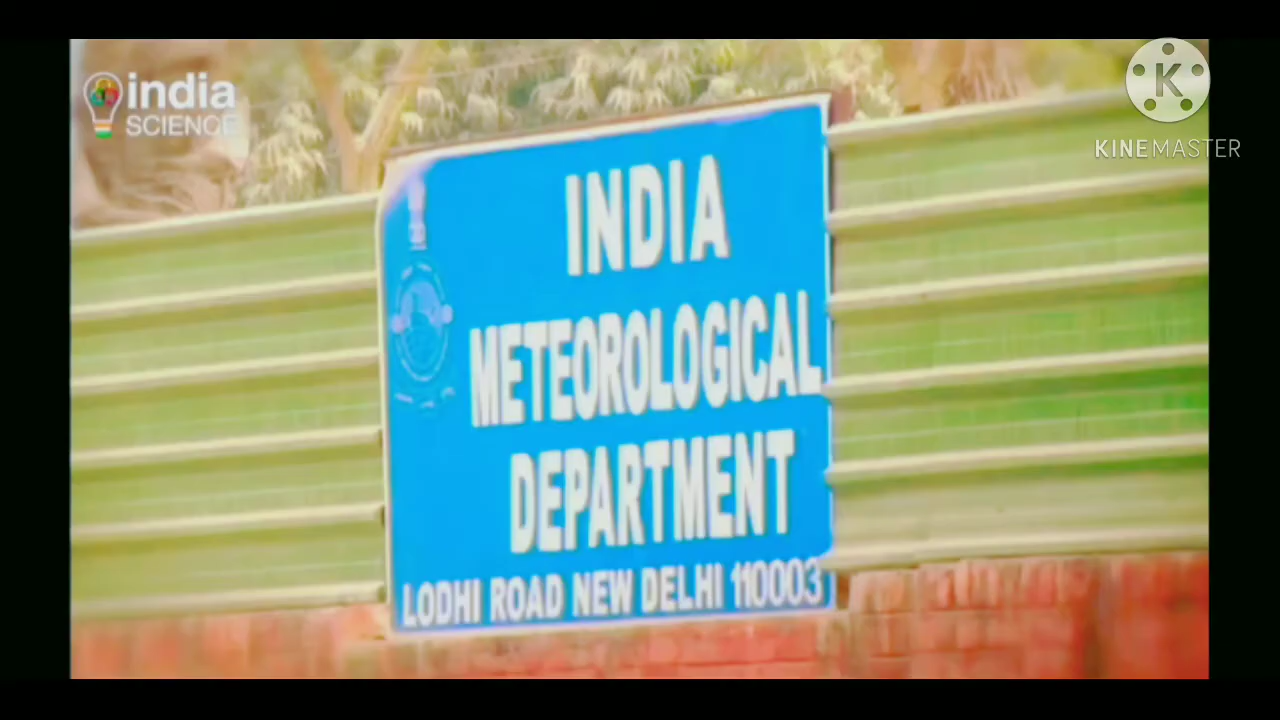 india
SCIENCE
K
KINEMASTER
INDIA
METEOROLOGICAL
DEPARTMENT
LODHI ROAD NEW DELHI 110003